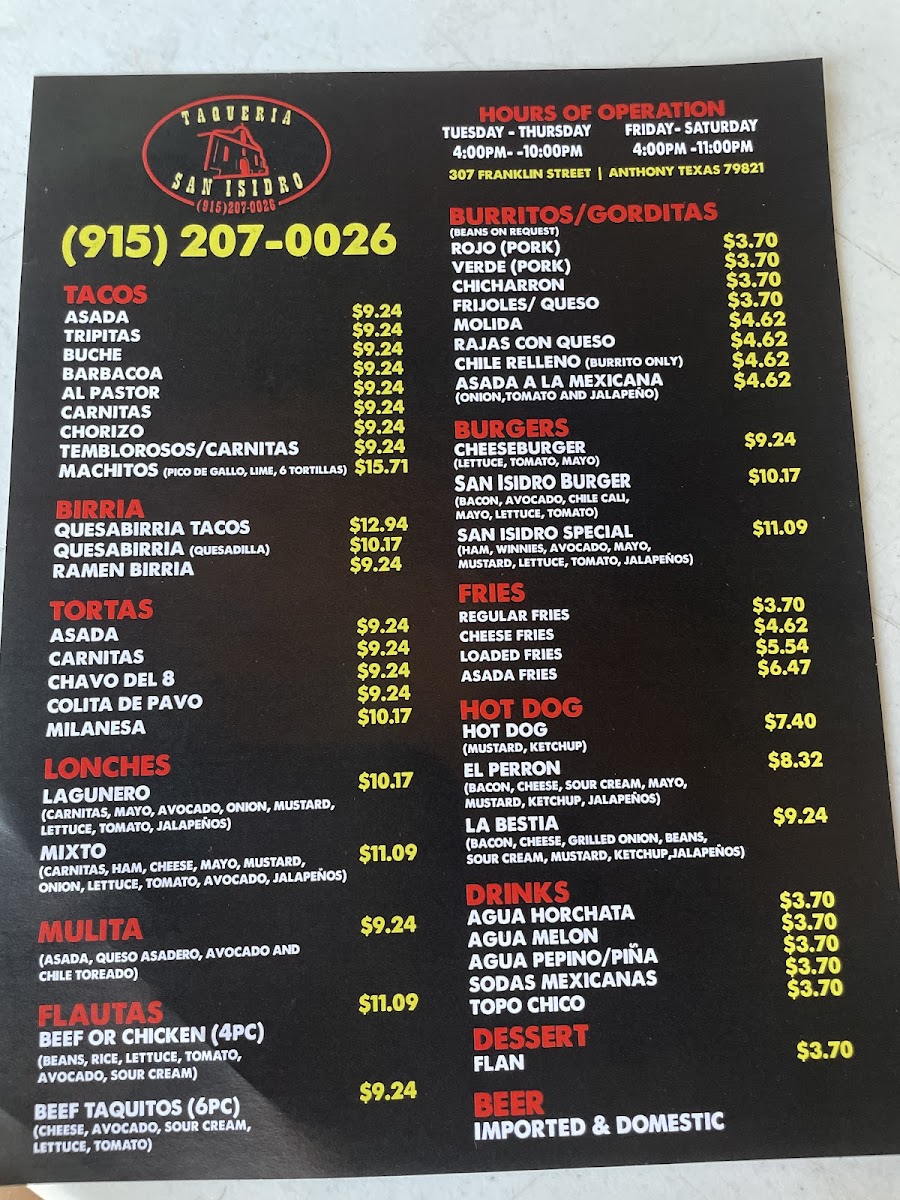 TAQUERIA
SAN ISIDRO
(915)207-0026
(915) 207-0026
HOURS OF OPERATION
TUESDAY - THURSDAY FRIDAY- SATURDAY
4:00PM- -10:00PM 4:00PM -11:00PM
307 FRANKLIN STREET | ANTHONY TEXAS 79821
TACOS
ASADA $9.24
TRIPITAS $9.24
BUCHE $9.24
BARBACOA $9.24
AL PASTOR $9.24
CARNITAS $9.24
CHORIZO $9.24
TEMBLOROSOS/CARNITAS $9.24
MACHITOS (PICO DE GALLO, LIME, 6 TORTILLAS) $15.71
BIRRIA
QUESABIRRIA TACOS $12.94
QUESABIRRIA (QUESADILLA) $10.17
RAMEN BIRRIA $9.24
TORTAS
ASADA $9.24
CARNITAS $9.24
CHAVO DEL 8 $9.24
COLITA DE PAVO $9.24
MILANESA $10.17
LONCHES
LAGUNERO $10.17
(CARNITAS, MAYO, AVOCADO, ONION, MUSTARD,
LETTUCE, TOMATO, JALAPEÑOS)
MIXTO $11.09
(CARNITAS, HAM, CHEESE, MAYO, MUSTARD,
ONION, LETTUCE, TOMATO, AVOCADO, JALAPEÑOS)
MULITA $9.24
(ASADA, QUESO ASADERO, AVOCADO AND
CHILE TOREADO)
FLAUTAS $11.09
BEEF OR CHICKEN (4PC)
(BEANS, RICE, LETTUCE, TOMATO,
AVOCADO, SOUR CREAM)
BEEF TAQUITOS (6PC) $9.24
(CHEESE, AVOCADO, SOUR CREAM,
LETTUCE, TOMATO)
BURRITOS/GORDITAS
(BEANS ON REQUEST)
ROJO (PORK) $3.70
VERDE (PORK) $3.70
CHICHARRON $3.70
FRIJOLES/ QUESO $3.70
MOLIDA $4.62
RAJAS CON QUESO $4.62
CHILE RELLENO (BURRITO ONLY) $4.62
ASADA A LA MEXICANA $4.62
(ONION,TOMATO AND JALAPEÑO)
BURGERS
CHEESEBURGER $9.24
(LETTUCE, TOMATO, MAYO)
SAN ISIDRO BURGER $10.17
(BACON, AVOCADO, CHILE CALI,
MAYO, LETTUCE, TOMATO)
SAN ISIDRO SPECIAL $11.09
(HAM, WINNIES, AVOCADO, MAYO,
MUSTARD, LETTUCE, TOMATO, JALAPEÑOS)
FRIES
REGULAR FRIES $3.70
CHEESE FRIES $4.62
LOADED FRIES $5.54
ASADA FRIES $6.47
HOT DOG
HOT DOG $7.40
(MUSTARD, KETCHUP)
EL PERRON $8.32
(BACON, CHEESE, SOUR CREAM, MAYO,
MUSTARD, KETCHUP, JALAPEÑOS)
LA BESTIA $9.24
(BACON, CHEESE, GRILLED ONION, BEANS,
SOUR CREAM, MUSTARD, KETCHUP,JALAPEÑOS)
DRINKS
AGUA HORCHATA $3.70
AGUA MELON $3.70
AGUA PEPINO/PIÑA $3.70
SODAS MEXICANAS $3.70
TOPO CHICO $3.70
DESSERT
FLAN $3.70
BEER
IMPORTED & DOMESTIC